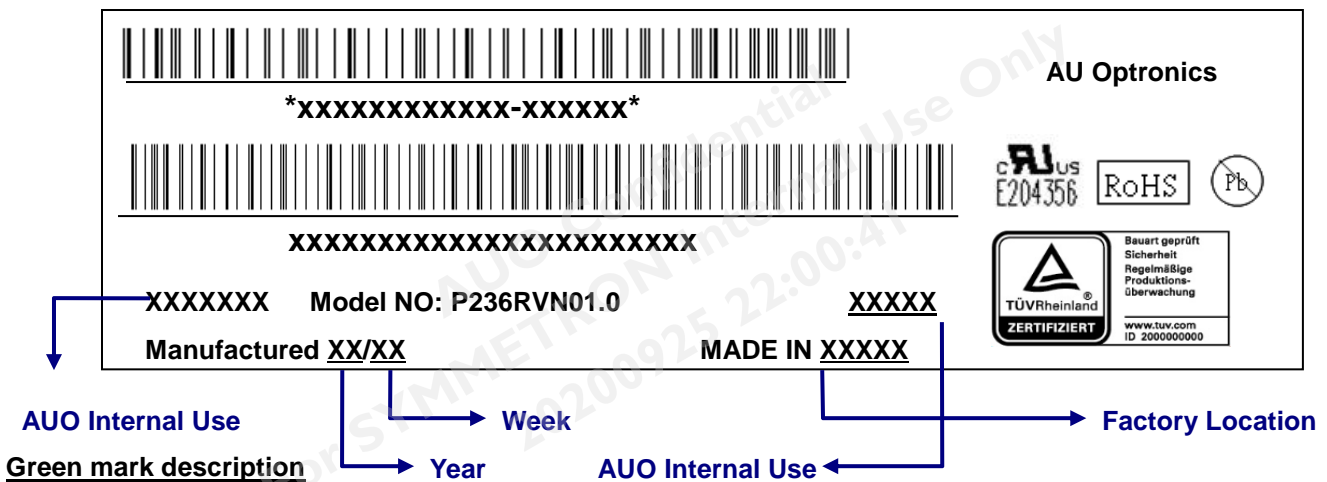 AU Optronics
*xxxxxxxxxxxx-xxxxxx*
cRUus
E204356
RoHS
Pb
xxxxxxxxxxxxxxxxxxxxxxx
Bauart geprüft
Sicherheit
Regelmäßige
Produktions-
überwachung
TÜVRheinland®
ZERTIFIZIERT
www.tuv.com
ID 2000000000
XXXXXXX Model NO: P236RVN01.0 XXXXX
Manufactured XX/XX MADE IN XXXXX
AUO Internal Use
Week
Factory Location
Green mark description
Year
AUO Internal Use
AUO Confidential
For SYMMETRON Internal Use Only
20200925 22:00:41